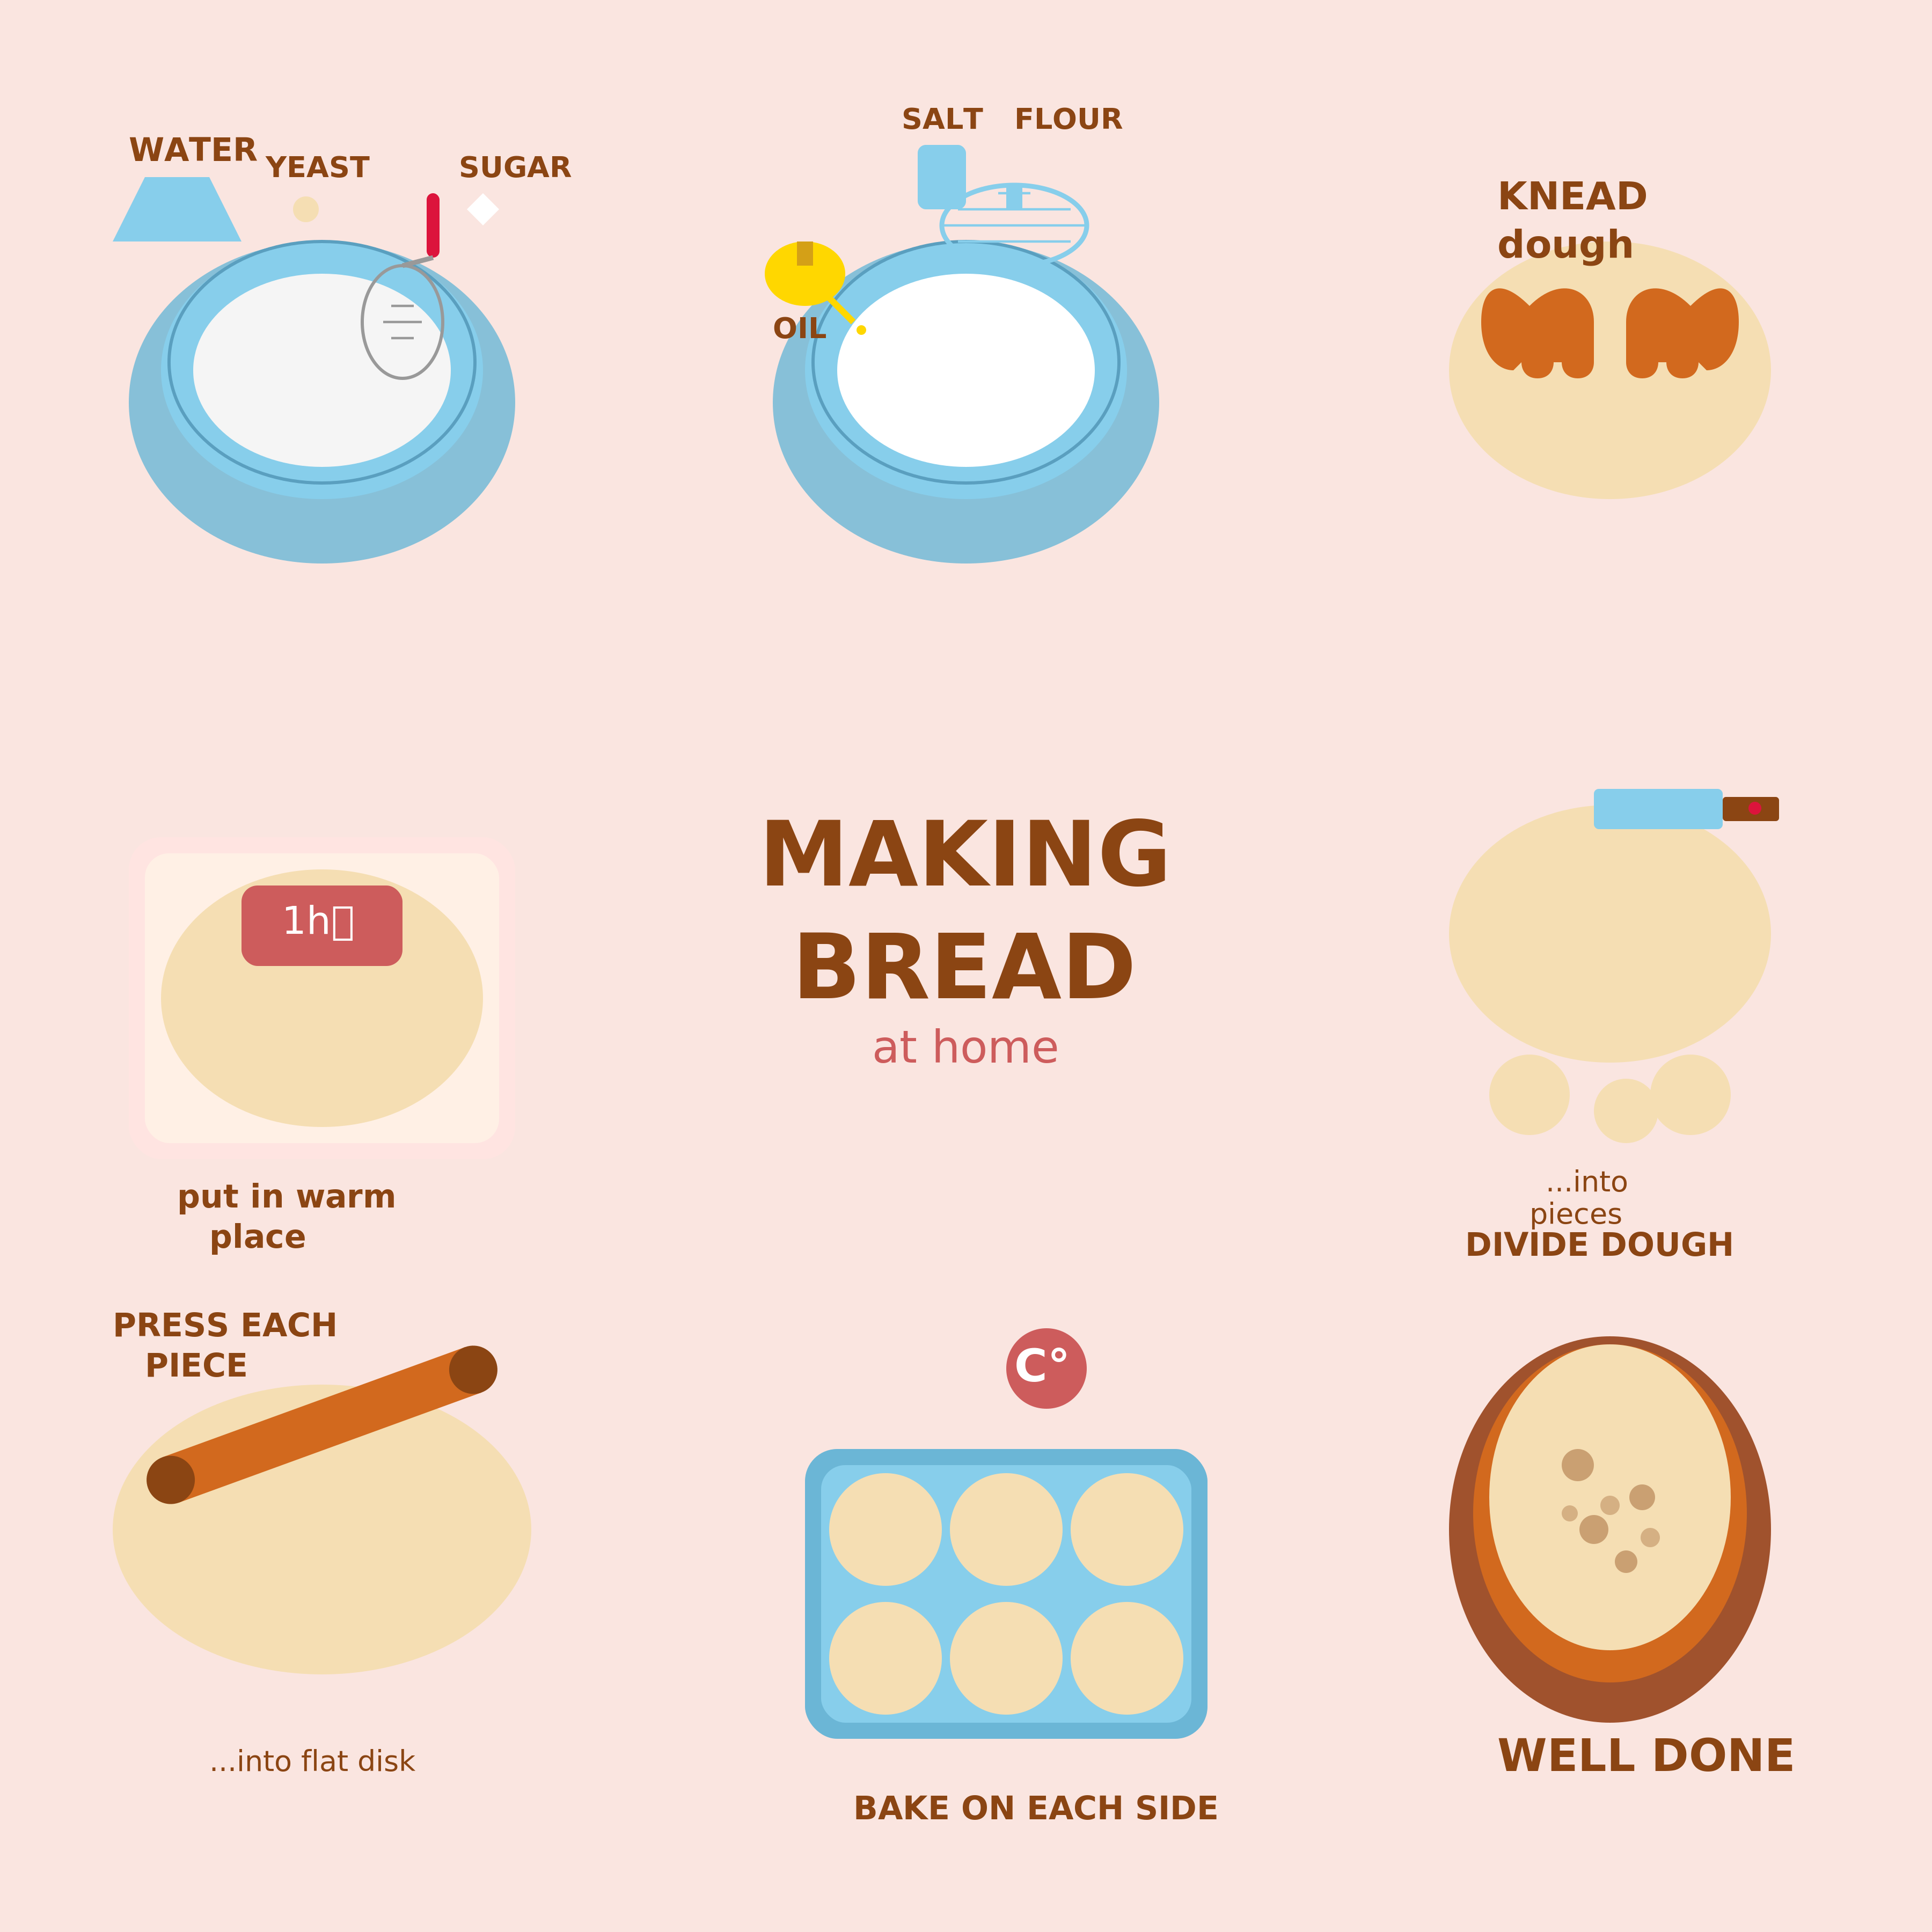 WATER
YEAST
SUGAR
SALT FLOUR
OIL
KNEAD
dough
1h
put in warm
place
MAKING
BREAD
at home
...into
pieces
DIVIDE DOUGH
PRESS EACH
PIECE
...into flat disk
C°
BAKE ON EACH SIDE
WELL DONE